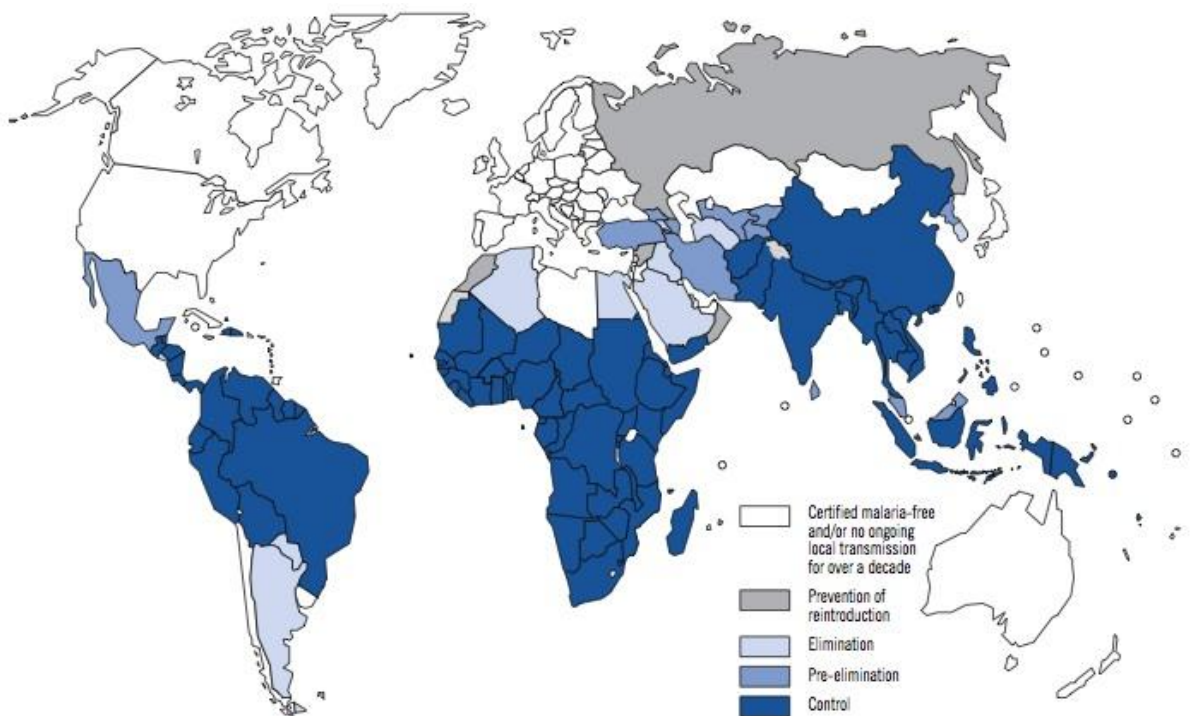 Certified malaria-free
and/or no ongoing
local transmission
for over a decade
Prevention of
reintroduction
Elimination
Pre-elimination
Control